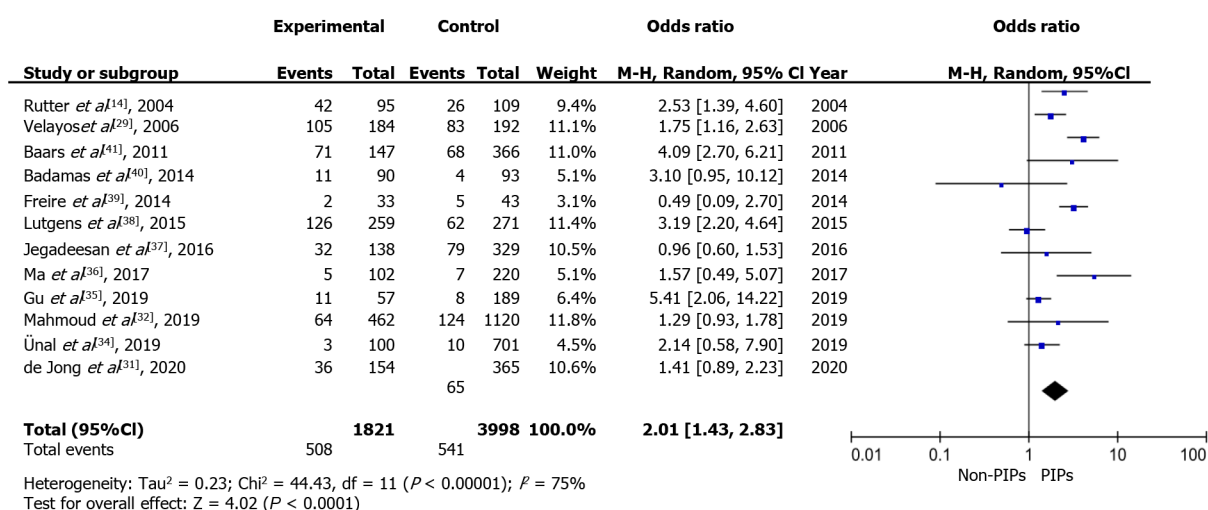 Experimental Control Odds ratio Odds ratio
Study or subgroup Events Total Events Total Weight M-H, Random, 95% CI Year M-H, Random, 95%CI
Rutter et al[14], 2004 42 95 26 109 9.4% 2.53 [1.39, 4.60] 2004
Velayos et al[29], 2006 105 184 83 192 11.1% 1.75 [1.16, 2.63] 2006
Baars et al[41], 2011 71 147 68 366 11.0% 4.09 [2.70, 6.21] 2011
Badamas et al[40], 2014 11 90 4 93 5.1% 3.10 [0.95, 10.12] 2014
Freire et al[39], 2014 2 33 5 43 3.1% 0.49 [0.09, 2.70] 2014
Lutgens et al[38], 2015 126 259 62 271 11.4% 3.19 [2.20, 4.64] 2015
Jegadeesan et al[37], 2016 32 138 79 329 10.5% 0.96 [0.60, 1.53] 2016
Ma et al[36], 2017 5 102 7 220 5.1% 1.57 [0.49, 5.07] 2017
Gu et al[35], 2019 11 57 8 189 6.4% 5.41 [2.06, 14.22] 2019
Mahmoud et al[32], 2019 64 462 124 1120 11.8% 1.29 [0.93, 1.78] 2019
Ünal et al[34], 2019 3 100 10 701 4.5% 2.14 [0.58, 7.90] 2019
de Jong et al[31], 2020 36 154 365 10.6% 1.41 [0.89, 2.23] 2020
65
Total (95%CI) 1821 3998 100.0% 2.01 [1.43, 2.83]
Total events 508 541
0.01 0.1 1 10 100
Non-PIPs PIPs
Heterogeneity: Tau² = 0.23; Chi² = 44.43, df = 11 (P < 0.00001); I² = 75%
Test for overall effect: Z = 4.02 (P < 0.0001)